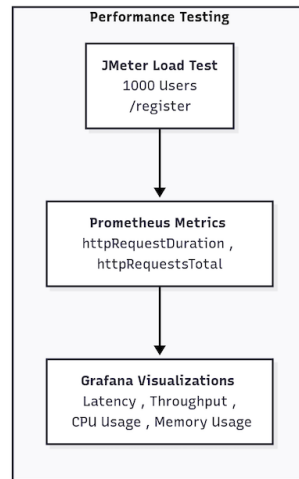 Performance Testing
JMeter Load Test
1000 Users
/register
Prometheus Metrics
httpRequestDuration ,
httpRequestsTotal
Grafana Visualizations
Latency , Throughput ,
CPU Usage , Memory Usage